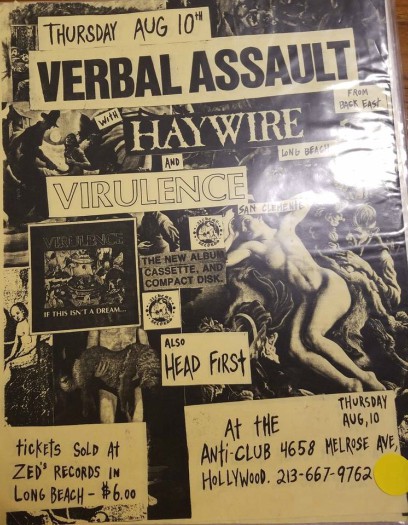 THURSDAY AUG 10TH
VERBAL ASSAULT
FROM
BACK EAST
WITH
HAYWIRE
LONG BEACH
AND
VIRULENCE
SAN CLEMENTE
VIRULENCE
THE NEW ALBUM
CASSETTE, AND
COMPACT DISK.
IF THIS ISN'T A DREAM...
ALSO
HEAD FIRST
THURSDAY
AUG, 10
AT THE
ANTI-CLUB 4658 MELROSE AVE,
HOLLYWOOD. 213-667-9762
tickets SOLD AT
ZED'S RECORDS IN
LONG BEACH - $6.00